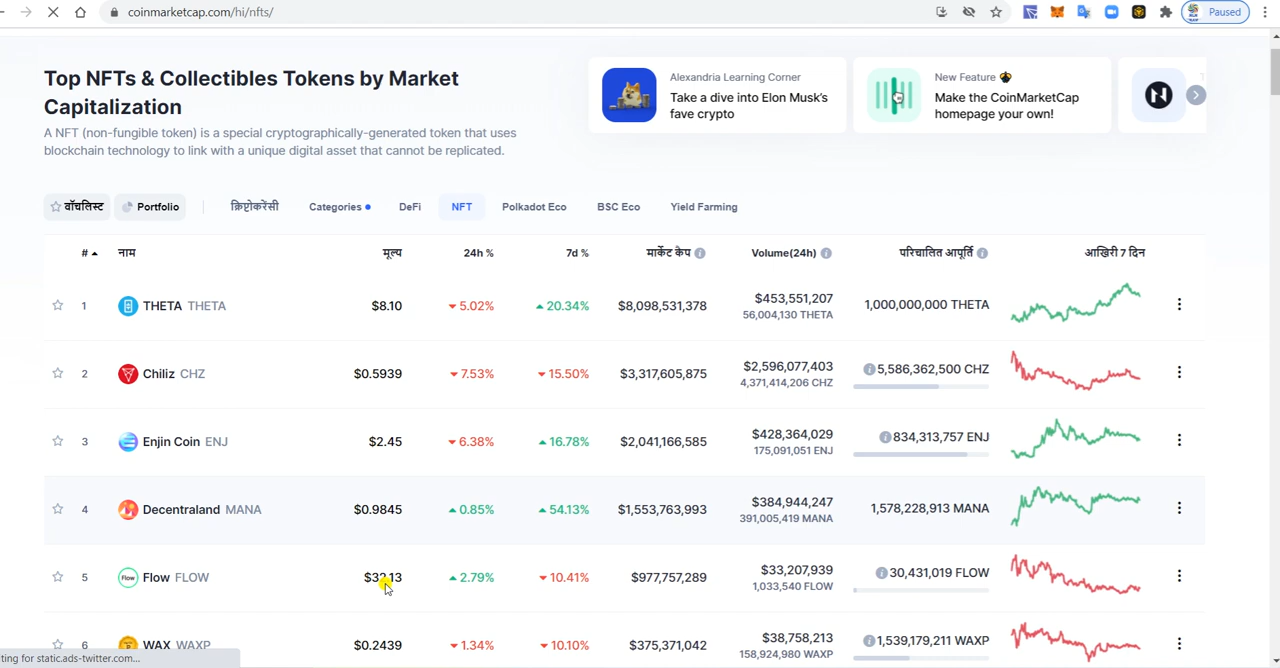 coinmarketcap.com/hi/nfts/
Paused
Top NFTs & Collectibles Tokens by Market
Capitalization
A NFT (non-fungible token) is a special cryptographically-generated token that uses
blockchain technology to link with a unique digital asset that cannot be replicated.
Alexandria Learning Corner
Take a dive into Elon Musk's
fave crypto
New Feature
Make the CoinMarketCap
homepage your own!
वॉचलिस्ट Portfolio क्रिप्टोकरेंसी Categories DeFi NFT Polkadot Eco BSC Eco Yield Farming
# नाम मूल्य 24h % 7d % मार्केट कैप Volume(24h) परिचालित आपूर्ति आखिरी 7 दिन
1 THETA THETA $8.10 5.02% 20.34% $8,098,531,378 $453,551,207 1,000,000,000 THETA
56,004,130 THETA
2 Chiliz CHZ $0.5939 7.53% 15.50% $3,317,605,875 $2,596,077,403 5,586,362,500 CHZ
4,371,414,206 CHZ
3 Enjin Coin ENJ $2.45 6.38% 16.78% $2,041,166,585 $428,364,029 834,313,757 ENJ
175,091,051 ENJ
4 Decentraland MANA $0.9845 0.85% 54.13% $1,553,763,993 $384,944,247 1,578,228,913 MANA
391,005,419 MANA
5 Flow Flow FLOW 2.79% 10.41% $977,757,289 $33,207,939 30,431,019 FLOW
1,033,540 FLOW
6 WAX WAXP $0.2439 1.34% 10.10% $375,371,042 $38,758,213 1,539,179,211 WAXP
158,924,980 WAXP
ting for static.ads-twitter.com...